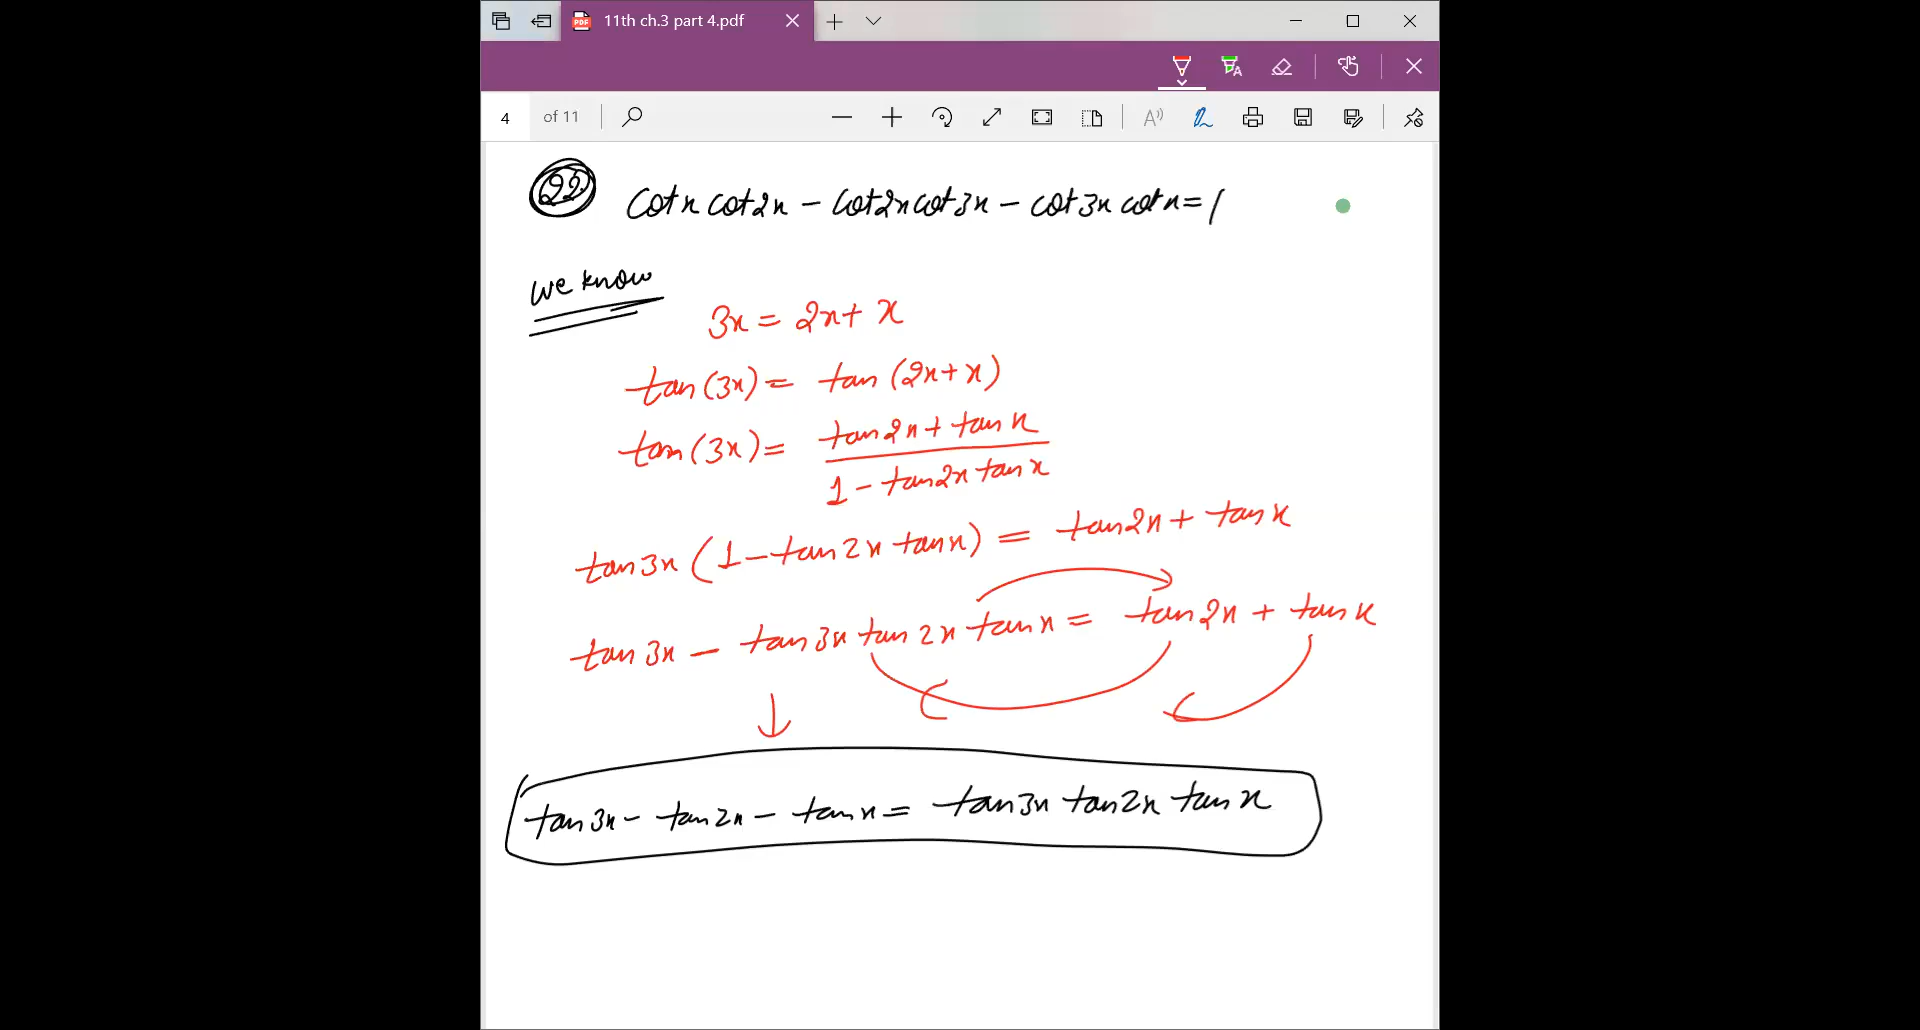 11th ch.3 part 4.pdf
4 of 11
22 cot x cot 2x - cot 2x cot 3x - cot 3x cot x = 1
we know
3x = 2x + x
tan (3x) = tan (2x + x)
tan (3x) = \frac{tan 2x + tan x}{1 - tan 2x tan x}
tan 3x (1 - tan 2x tan x) = tan 2x + tan x
tan 3x - tan 3x tan 2x tan x = tan 2x + tan x
tan 3x - tan 2x - tan x = tan 3x tan 2x tan x